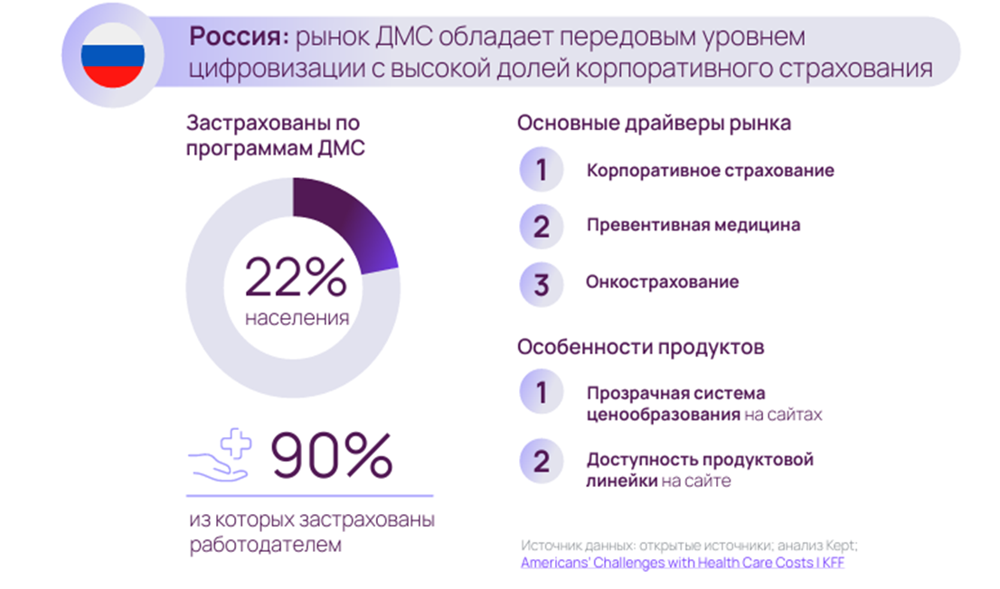 Россия: рынок ДМС обладает передовым уровнем
цифровизации с высокой долей корпоративного страхования
Застрахованы по
программам ДМС
22%
населения
90%
из которых застрахованы
работодателем
Основные драйверы рынка
1 Корпоративное страхование
2 Превентивная медицина
3 Онкострахование
Особенности продуктов
1 Прозрачная система
ценообразования на сайтах
2 Доступность продуктовой
линейки на сайте
Источник данных: открытые источники; анализ Kept;
Americans' Challenges with Health Care Costs | KFF